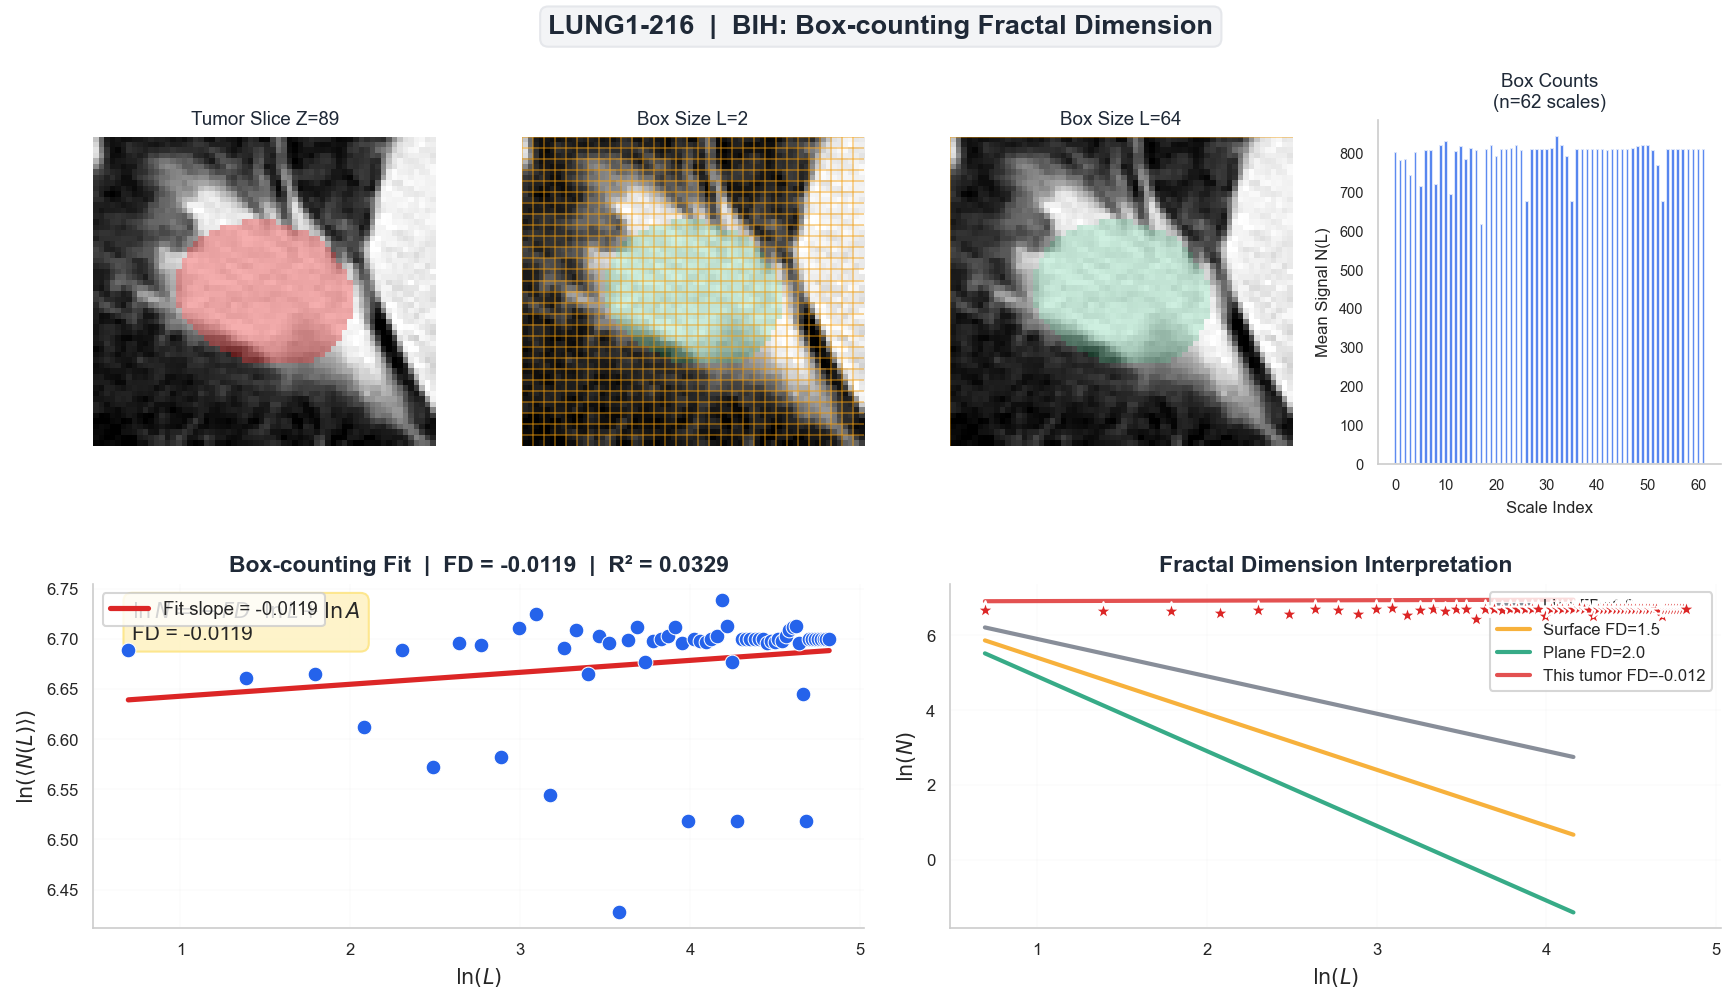 LUNG1-216 | BIH: Box-counting Fractal Dimension
Tumor Slice Z=89
Box Size L=2
Box Size L=64
Box Counts
(n=62 scales)
Mean Signal N(L)
800
700
600
500
400
300
200
100
0
0 10 20 30 40 50 60
Scale Index
Box-counting Fit | FD = -0.0119 | R² = 0.0329
Fit slope = -0.0119
ln A
FD = -0.0119
ln(⟨N(L)⟩)
6.75
6.70
6.65
6.60
6.55
6.50
6.45
1 2 3 4 5
ln(L)
Fractal Dimension Interpretation
Surface FD=1.5
Plane FD=2.0
This tumor FD=-0.012
ln(N)
6
4
2
0
1 2 3 4 5
ln(L)